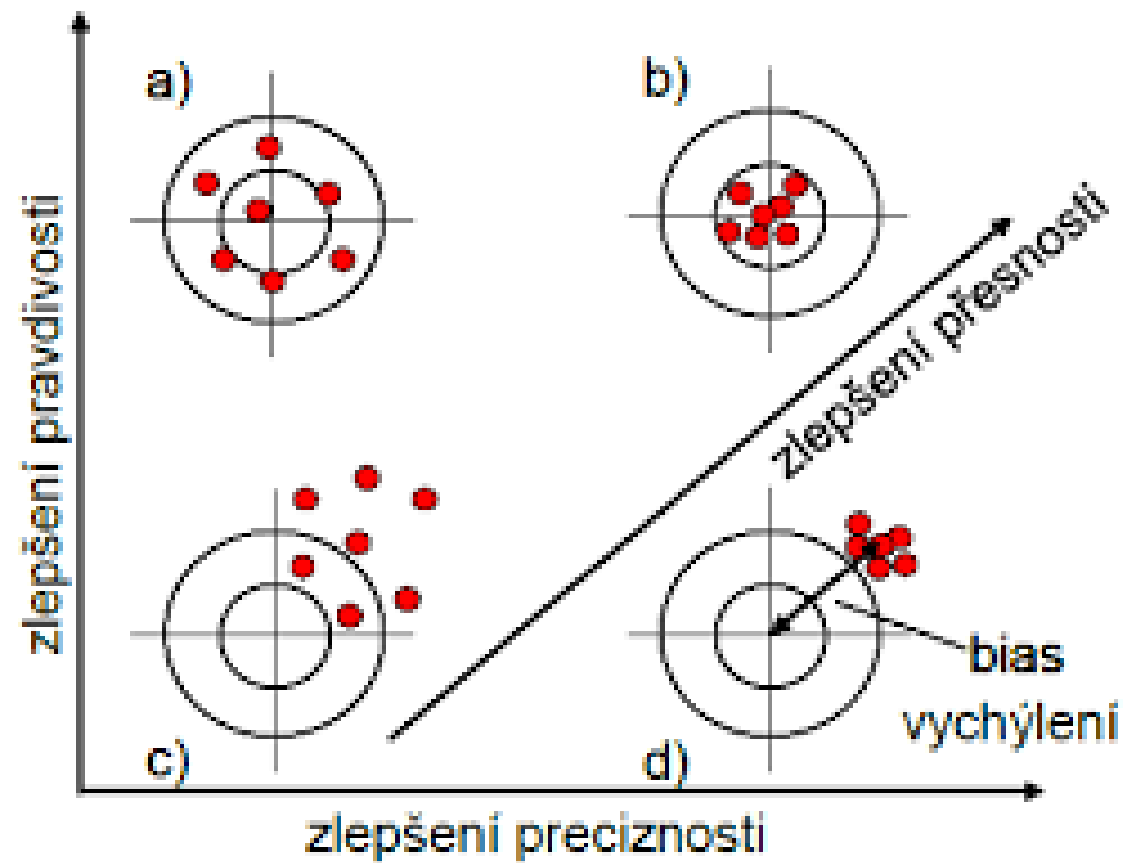 a)
b)
zlepšení pravdivosti
zlepšení přesnosti
bias
vychýlení
c)
d)
zlepšení preciznosti